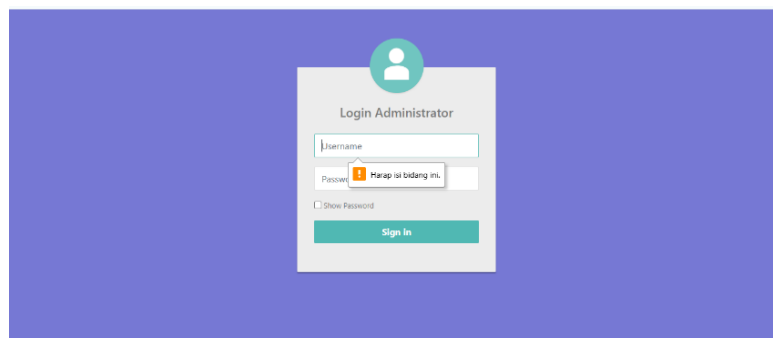 Login Administrator
Username
Harap isi bidang ini.
Show Password
Sign In